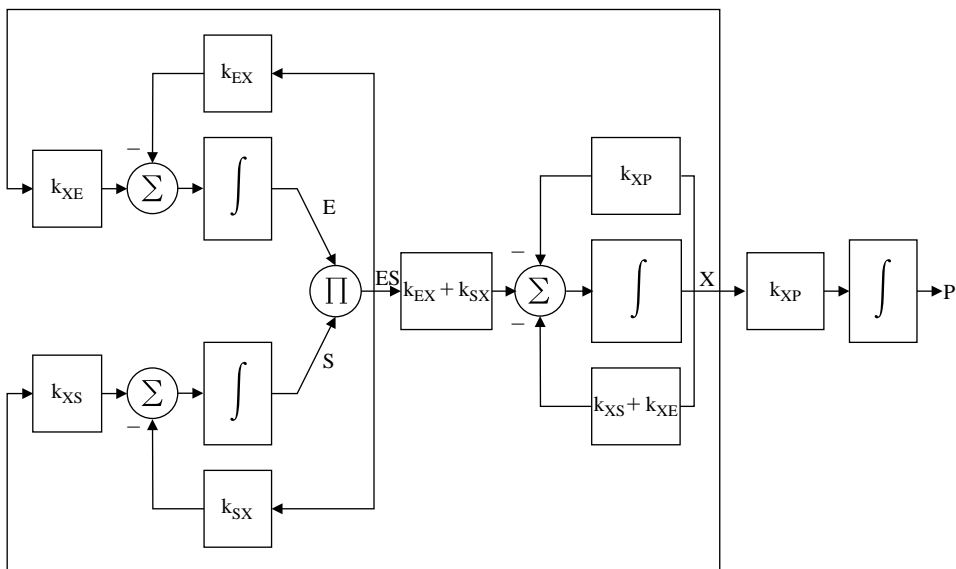 k_EX
−
k_XE
∑
∫
E
k_XP
−
∏
ES
k_EX + k_SX
∑
∫
X
k_XP
∫
P
−
S
k_XS
∑
∫
−
k_XS + k_XE
k_SX